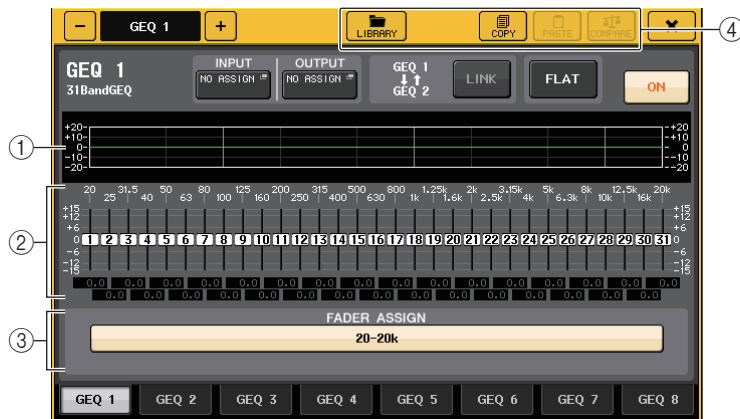 − GEQ 1 + LIBRARY COPY PASTE COMPARE ×
④
GEQ 1
31BandGEQ
INPUT
NO ASSIGN
OUTPUT
NO ASSIGN
GEQ 1
↓↑
GEQ 2
LINK
FLAT
ON
①
+20 +20
+10 +10
0 0
-10 -10
-20 -20
②
20 31.5 50 80 125 200 315 500 800 1.25k 2k 3.15k 5k 8k 12.5k 20k
25 40 63 100 160 250 400 630 1k 1.6k 2.5k 4k 6.3k 10k 16k
+15 +15
+12 +12
+6 +6
0 1 2 3 4 5 6 7 8 9 10 11 12 13 14 15 16 17 18 19 20 21 22 23 24 25 26 27 28 29 30 31 0
-6 -6
-12 -12
-15 -15
0.0 0.0 0.0 0.0 0.0 0.0 0.0 0.0 0.0 0.0 0.0 0.0 0.0 0.0 0.0 0.0
0.0 0.0 0.0 0.0 0.0 0.0 0.0 0.0 0.0 0.0 0.0 0.0 0.0 0.0 0.0
③
FADER ASSIGN
20-20k
GEQ 1 GEQ 2 GEQ 3 GEQ 4 GEQ 5 GEQ 6 GEQ 7 GEQ 8